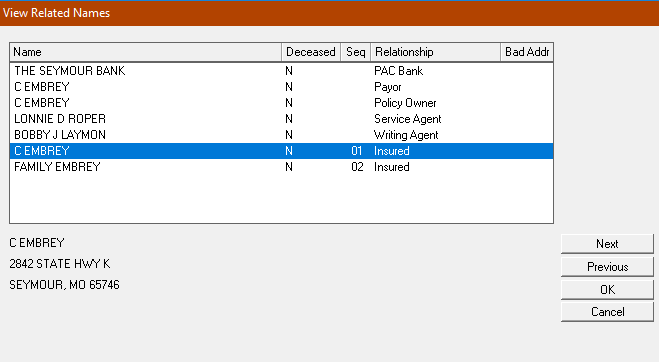 View Related Names
Name Deceased Seq Relationship Bad Addr
THE SEYMOUR BANK N PAC Bank
C EMBREY N Payor
C EMBREY N Policy Owner
LONNIE D ROPER N Service Agent
BOBBY J LAYMON N Writing Agent
C EMBREY N 01 Insured
FAMILY EMBREY N 02 Insured
C EMBREY
2842 STATE HWY K
SEYMOUR, MO 65746
Next
Previous
OK
Cancel